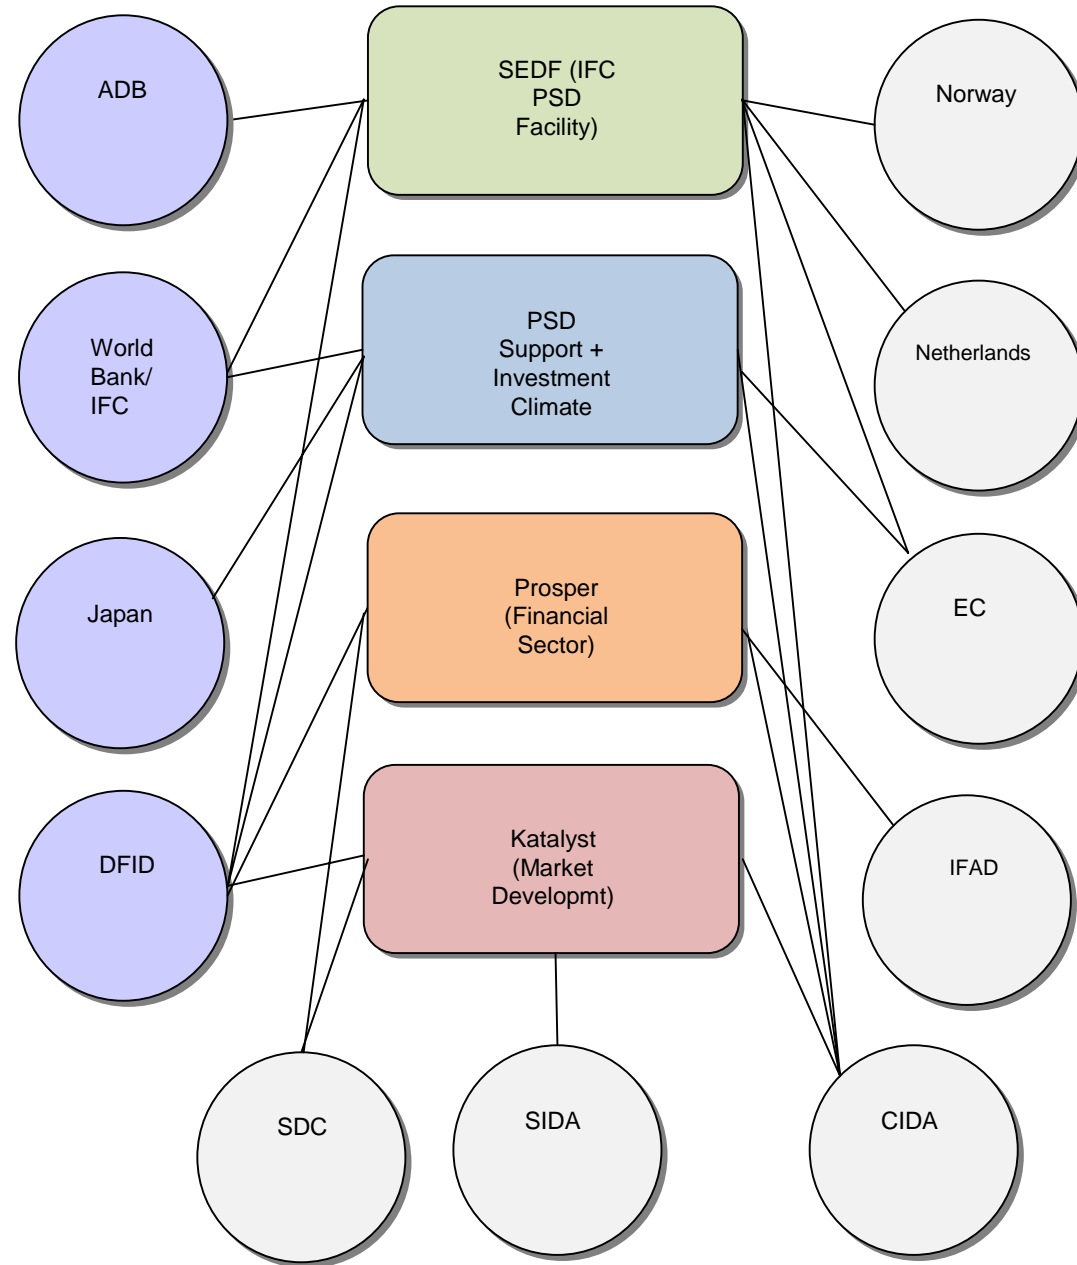 ADB
SEDF (IFC
PSD
Facility)
Norway
World
Bank/
IFC
PSD
Support +
Investment
Climate
Netherlands
Japan
Prosper
(Financial
Sector)
EC
DFID
Katalyst
(Market
Developmt)
IFAD
SDC
SIDA
CIDA